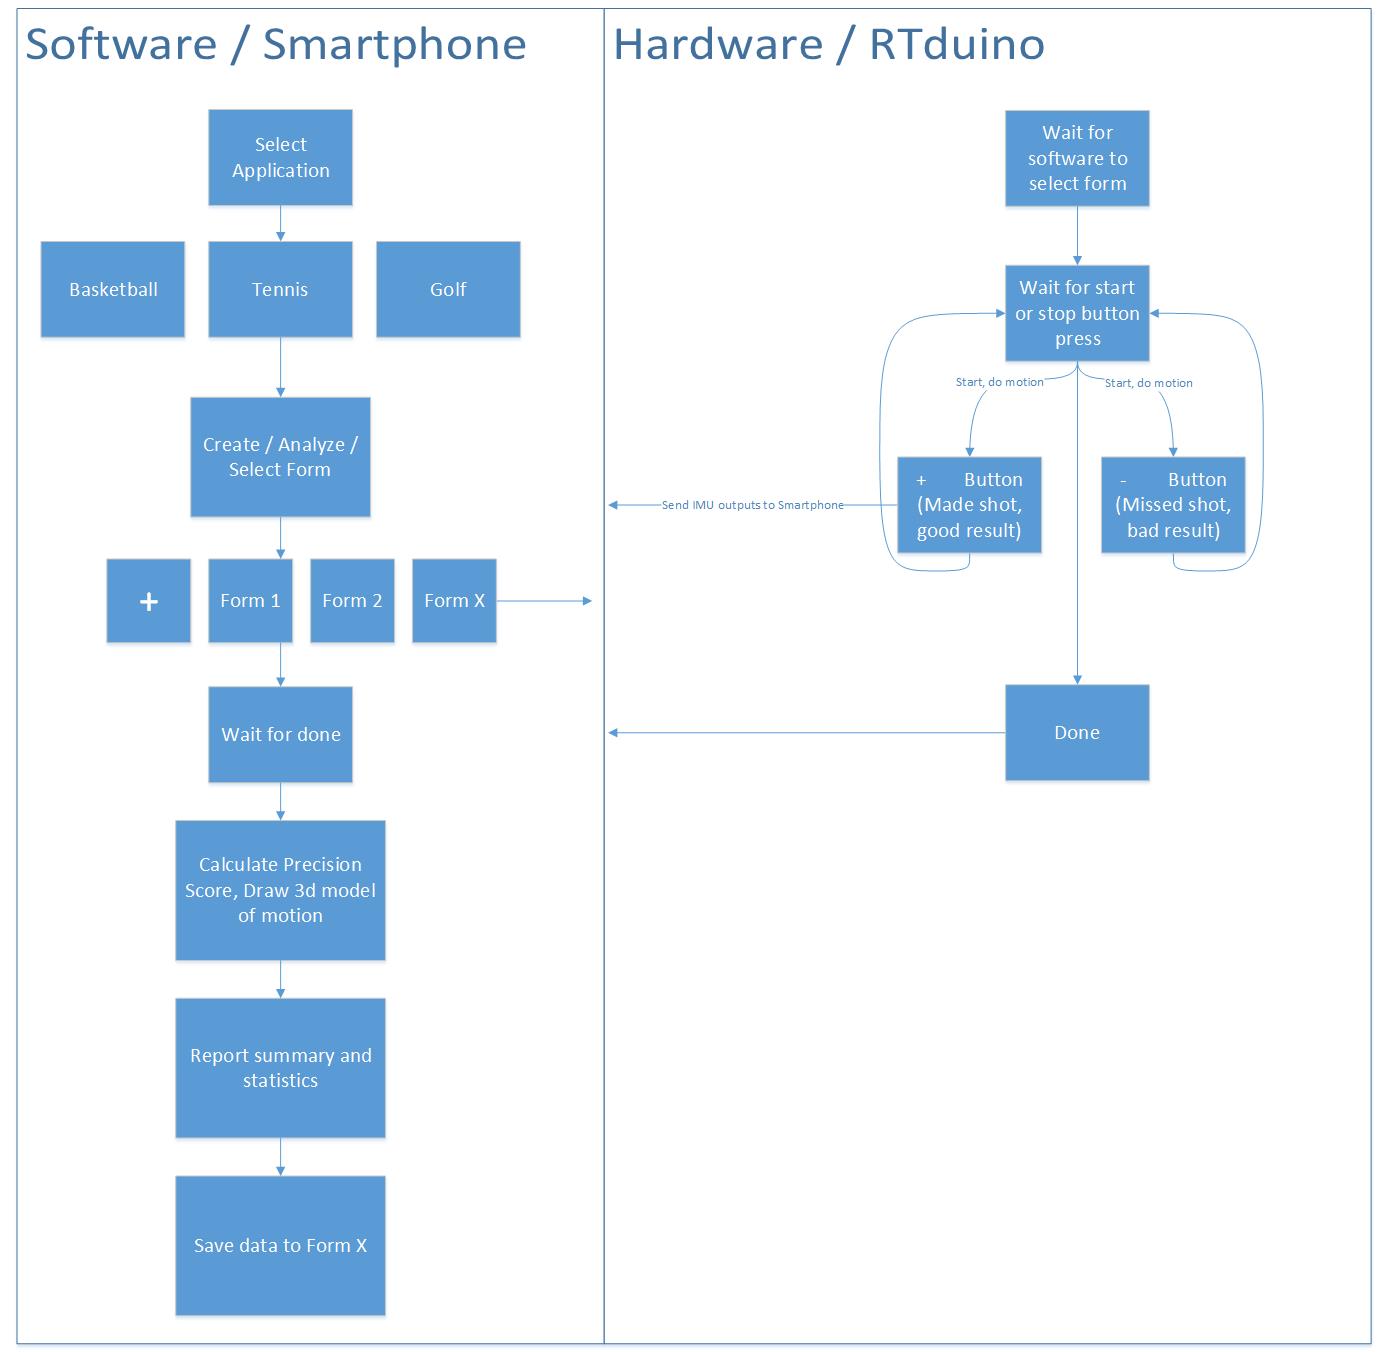 Software / Smartphone
Select
Application
Basketball
Tennis
Golf
Create / Analyze /
Select Form
+
Form 1
Form 2
Form X
Wait for done
Calculate Precision
Score, Draw 3d model
of motion
Report summary and
statistics
Save data to Form X
Hardware / RTduino
Wait for
software to
select form
Wait for start
or stop button
press
Start, do motion
Start, do motion
+ Button
(Made shot,
good result)
- Button
(Missed shot,
bad result)
Send IMU outputs to Smartphone
Done